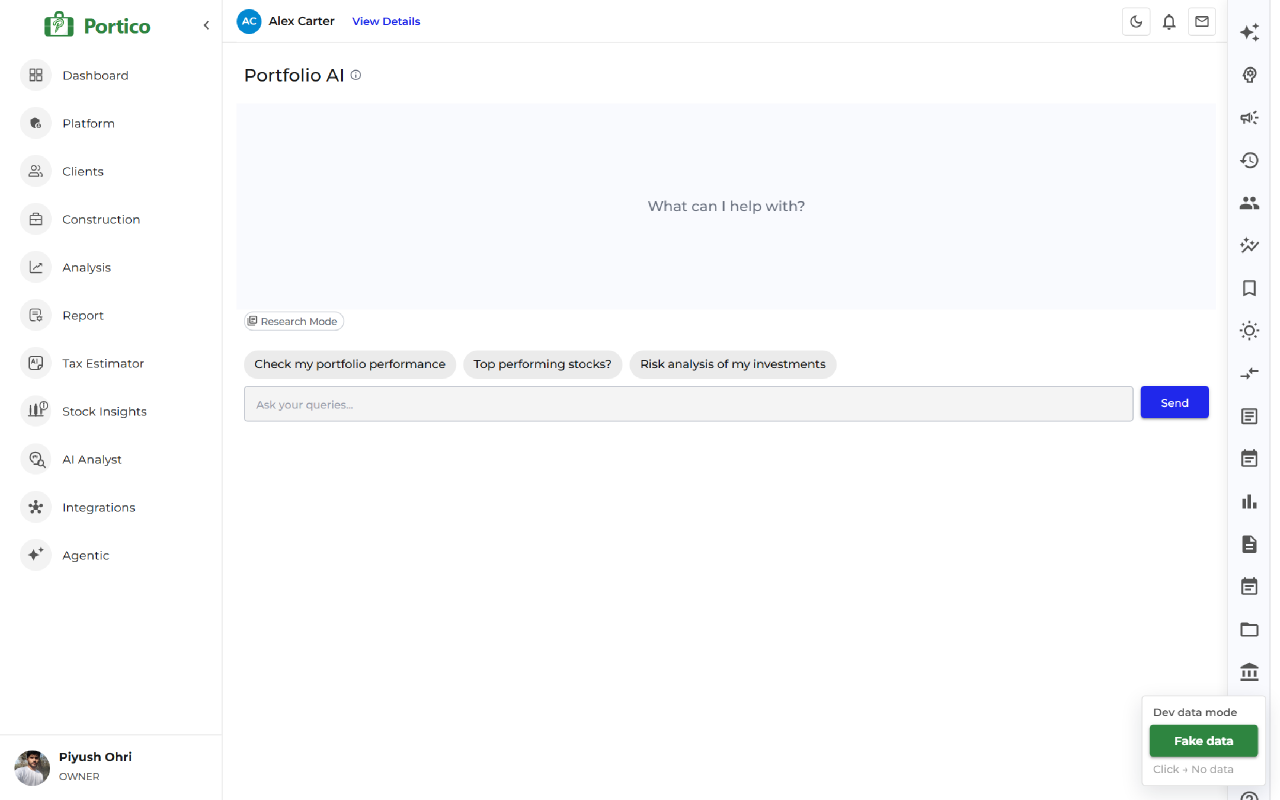 Portico
Dashboard
Platform
Clients
Construction
Analysis
Report
Tax Estimator
Stock Insights
AI Analyst
Integrations
Agentic
Piyush Ohri
OWNER
AC Alex Carter View Details
Portfolio AI
What can I help with?
Research Mode
Check my portfolio performance Top performing stocks? Risk analysis of my investments
Ask your queries... Send
Dev data mode
Fake data
Click → No data